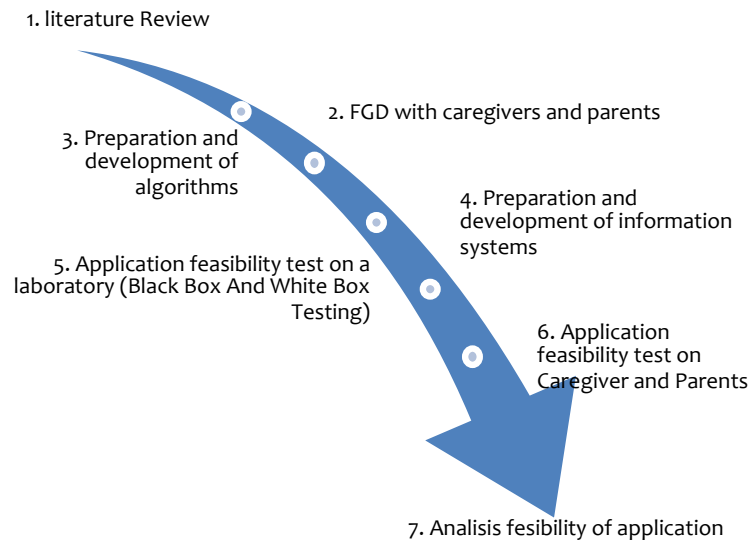 1. literature Review
2. FGD with caregivers and parents
3. Preparation and
development of
algorithms
4. Preparation and
development of information
systems
5. Application feasibility test on a
laboratory (Black Box And White Box
Testing)
6. Application
feasibility test on
Caregiver and Parents
7. Analisis fesibility of application